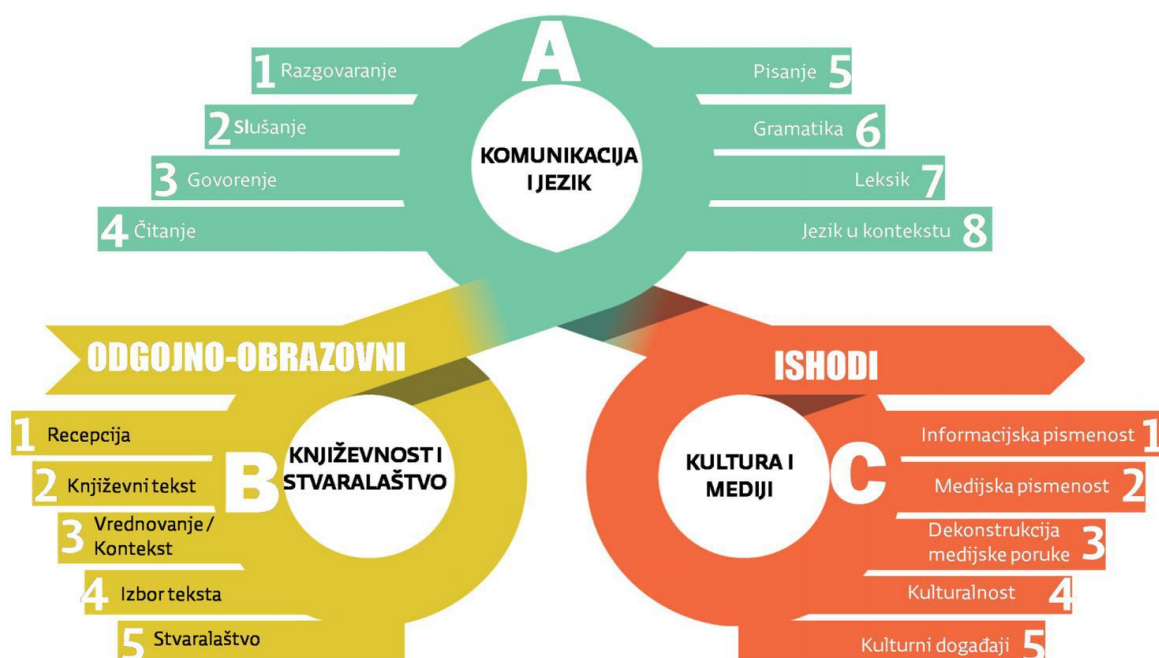 A
KOMUNIKACIJA
I JEZIK
1 Razgovaranje
2 Slušanje
3 Govorenje
4 Čitanje
Pisanje 5
Gramatika 6
Leksik 7
Jezik u kontekstu 8
ODGOJNO-OBRAZOVNI
ISHODI
B
KNJIŽEVNOST I
STVARALAŠTVO
1 Recepcija
2 Književni tekst
3 Vrednovanje /
Kontekst
4 Izbor teksta
5 Stvaralaštvo
KULTURA I
MEDIJI
C
Informacijska pismenost 1
Medijska pismenost 2
Dekonstrukcija
medijske poruke 3
Kulturalnost 4
Kulturni događaji 5